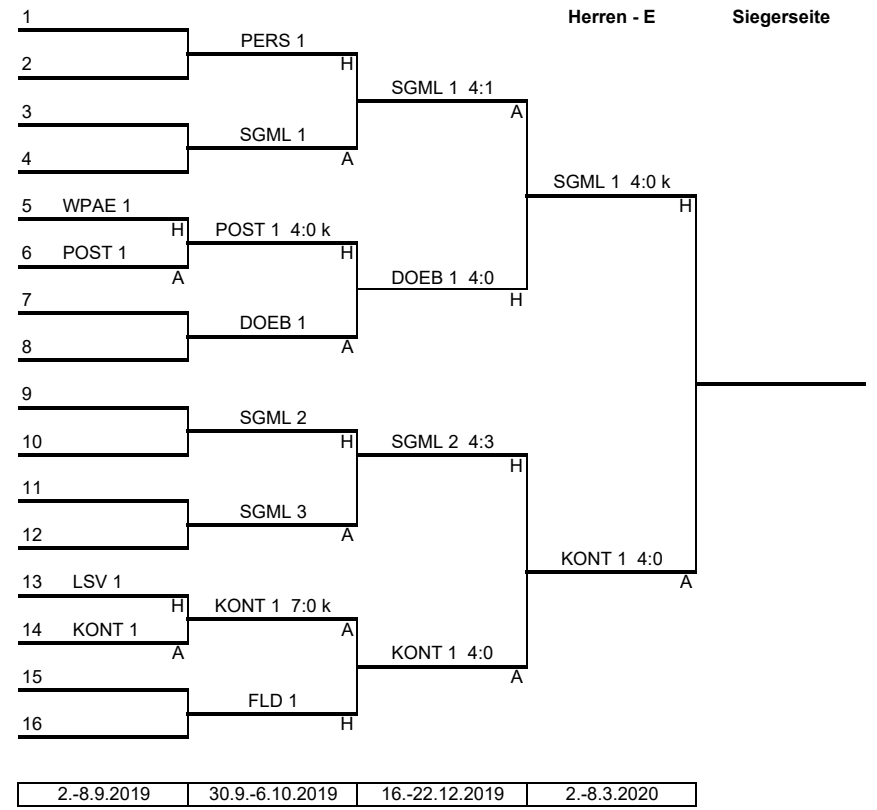 Herren - E Siegerseite
1
PERS 1
2 H
SGML 1 4:1
3 A
SGML 1
4 A
SGML 1 4:0 k
5 WPAE 1 H
H POST 1 4:0 k
6 POST 1 H
A DOEB 1 4:0
7 H
DOEB 1
8 A
9
SGML 2
10 H SGML 2 4:3
H
11
SGML 3
12 A
KONT 1 4:0
13 LSV 1 A
H KONT 1 7:0 k
14 KONT 1 A
A KONT 1 4:0
15 A
FLD 1
16 H
2.-8.9.2019 30.9.-6.10.2019 16.-22.12.2019 2.-8.3.2020